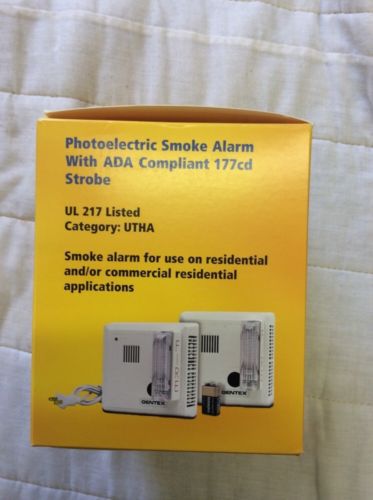 Photoelectric Smoke Alarm
With ADA Compliant 177cd
Strobe
UL 217 Listed
Category: UTHA
Smoke alarm for use on residential
and/or commercial residential
applications
GENTEX
GENTEX